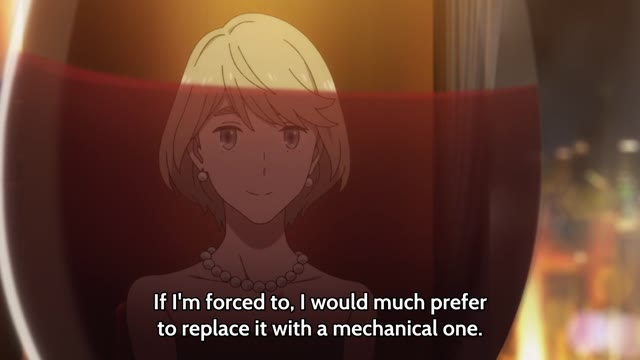 If I'm forced to, I would much prefer
to replace it with a mechanical one.